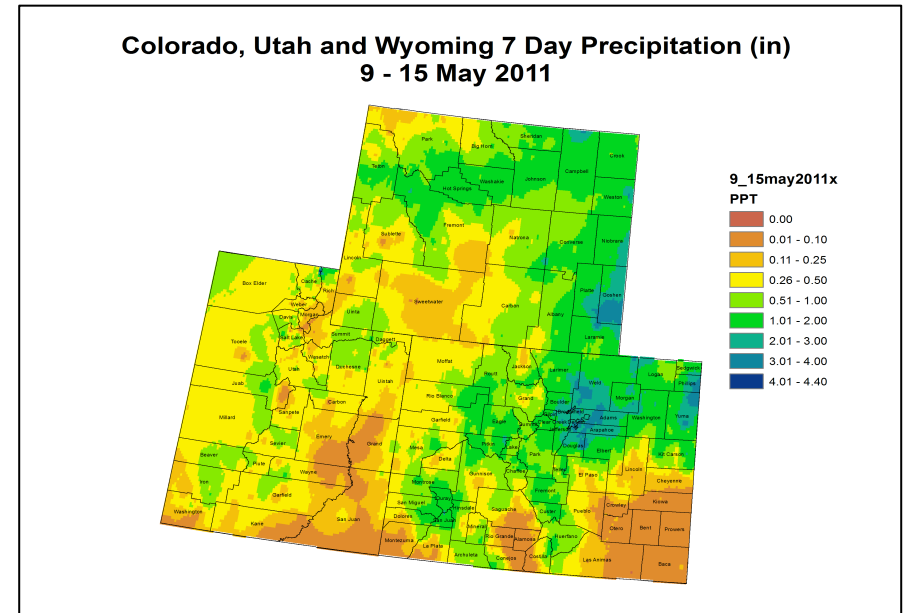 Colorado, Utah and Wyoming 7 Day Precipitation (in)
9 - 15 May 2011
9_15may2011x
PPT
0.00
0.01 - 0.10
0.11 - 0.25
0.26 - 0.50
0.51 - 1.00
1.01 - 2.00
2.01 - 3.00
3.01 - 4.00
4.01 - 4.40
Park
Big Horn
Sheridan
Crook
Campbell
Teton
Washakie
Johnson
Hot Springs
Weston
Fremont
Sublette
Natrona
Converse
Niobrara
Lincoln
Platte
Goshen
Sweetwater
Carbon
Albany
Laramie
Uinta
Box Elder
Cache
Rich
Weber
Morgan
Davis
Salt Lake
Summit
Daggett
Tooele
Wasatch
Utah
Duchesne
Uintah
Juab
Carbon
Sanpete
Millard
Emery
Grand
Sevier
Beaver
Piute
Wayne
Iron
Garfield
Washington
Kane
San Juan
Moffat
Routt
Jackson
Larimer
Weld
Logan
Sedgwick
Phillips
Morgan
Rio Blanco
Grand
Boulder
Garfield
Eagle
Summit
Clear Creek
Adams
Washington
Yuma
Arapahoe
Mesa
Pitkin
Lake
Park
Douglas
Elbert
Kit Carson
Delta
Gunnison
Chaffee
Teller
El Paso
Lincoln
Cheyenne
Montrose
Fremont
Ouray
Crowley
Kiowa
San Miguel
Hinsdale
Saguache
Custer
Pueblo
Dolores
San Juan
Mineral
Otero
Bent
Prowers
Rio Grande
Alamosa
Huerfano
Montezuma
La Plata
Archuleta
Conejos
Costilla
Las Animas
Baca